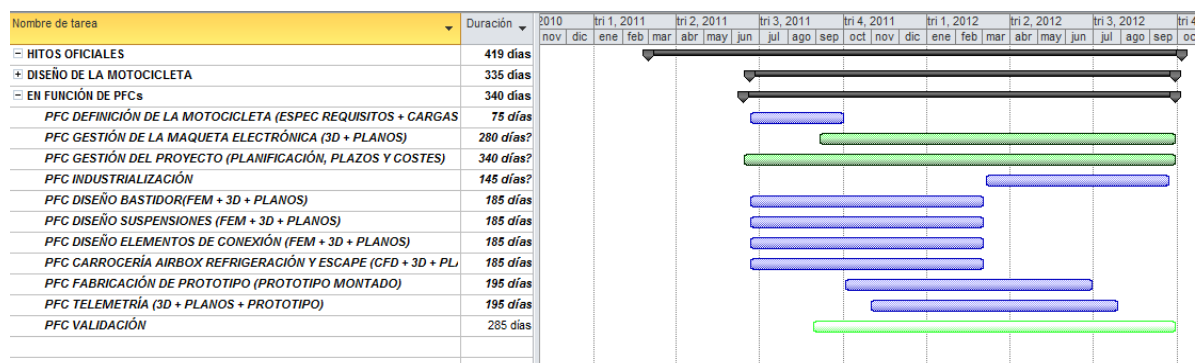 Nombre de tarea Duración 2010 tri 1, 2011 tri 2, 2011 tri 3, 2011 tri 4, 2011 tri 1, 2012 tri 2, 2012 tri 3, 2012 tri 4
nov dic ene feb mar abr may jun jul ago sep oct nov dic ene feb mar abr may jun jul ago sep oc
HITOS OFICIALES 419 días
DISEÑO DE LA MOTOCICLETA 335 días
EN FUNCIÓN DE PFCs 340 días
PFC DEFINICIÓN DE LA MOTOCICLETA (ESPEC REQUISITOS + CARGAS 75 días
PFC GESTIÓN DE LA MAQUETA ELECTRÓNICA (3D + PLANOS) 280 días?
PFC GESTIÓN DEL PROYECTO (PLANIFICACIÓN, PLAZOS Y COSTES) 340 días?
PFC INDUSTRIALIZACIÓN 145 días?
PFC DISEÑO BASTIDOR(FEM + 3D + PLANOS) 185 días
PFC DISEÑO SUSPENSIONES (FEM + 3D + PLANOS) 185 días
PFC DISEÑO ELEMENTOS DE CONEXIÓN (FEM + 3D + PLANOS) 185 días
PFC CARROCERÍA AIRBOX REFRIGERACIÓN Y ESCAPE (CFD + 3D + PL 185 días
PFC FABRICACIÓN DE PROTOTIPO (PROTOTIPO MONTADO) 195 días
PFC TELEMETRÍA (3D + PLANOS + PROTOTIPO) 195 días
PFC VALIDACIÓN 285 días